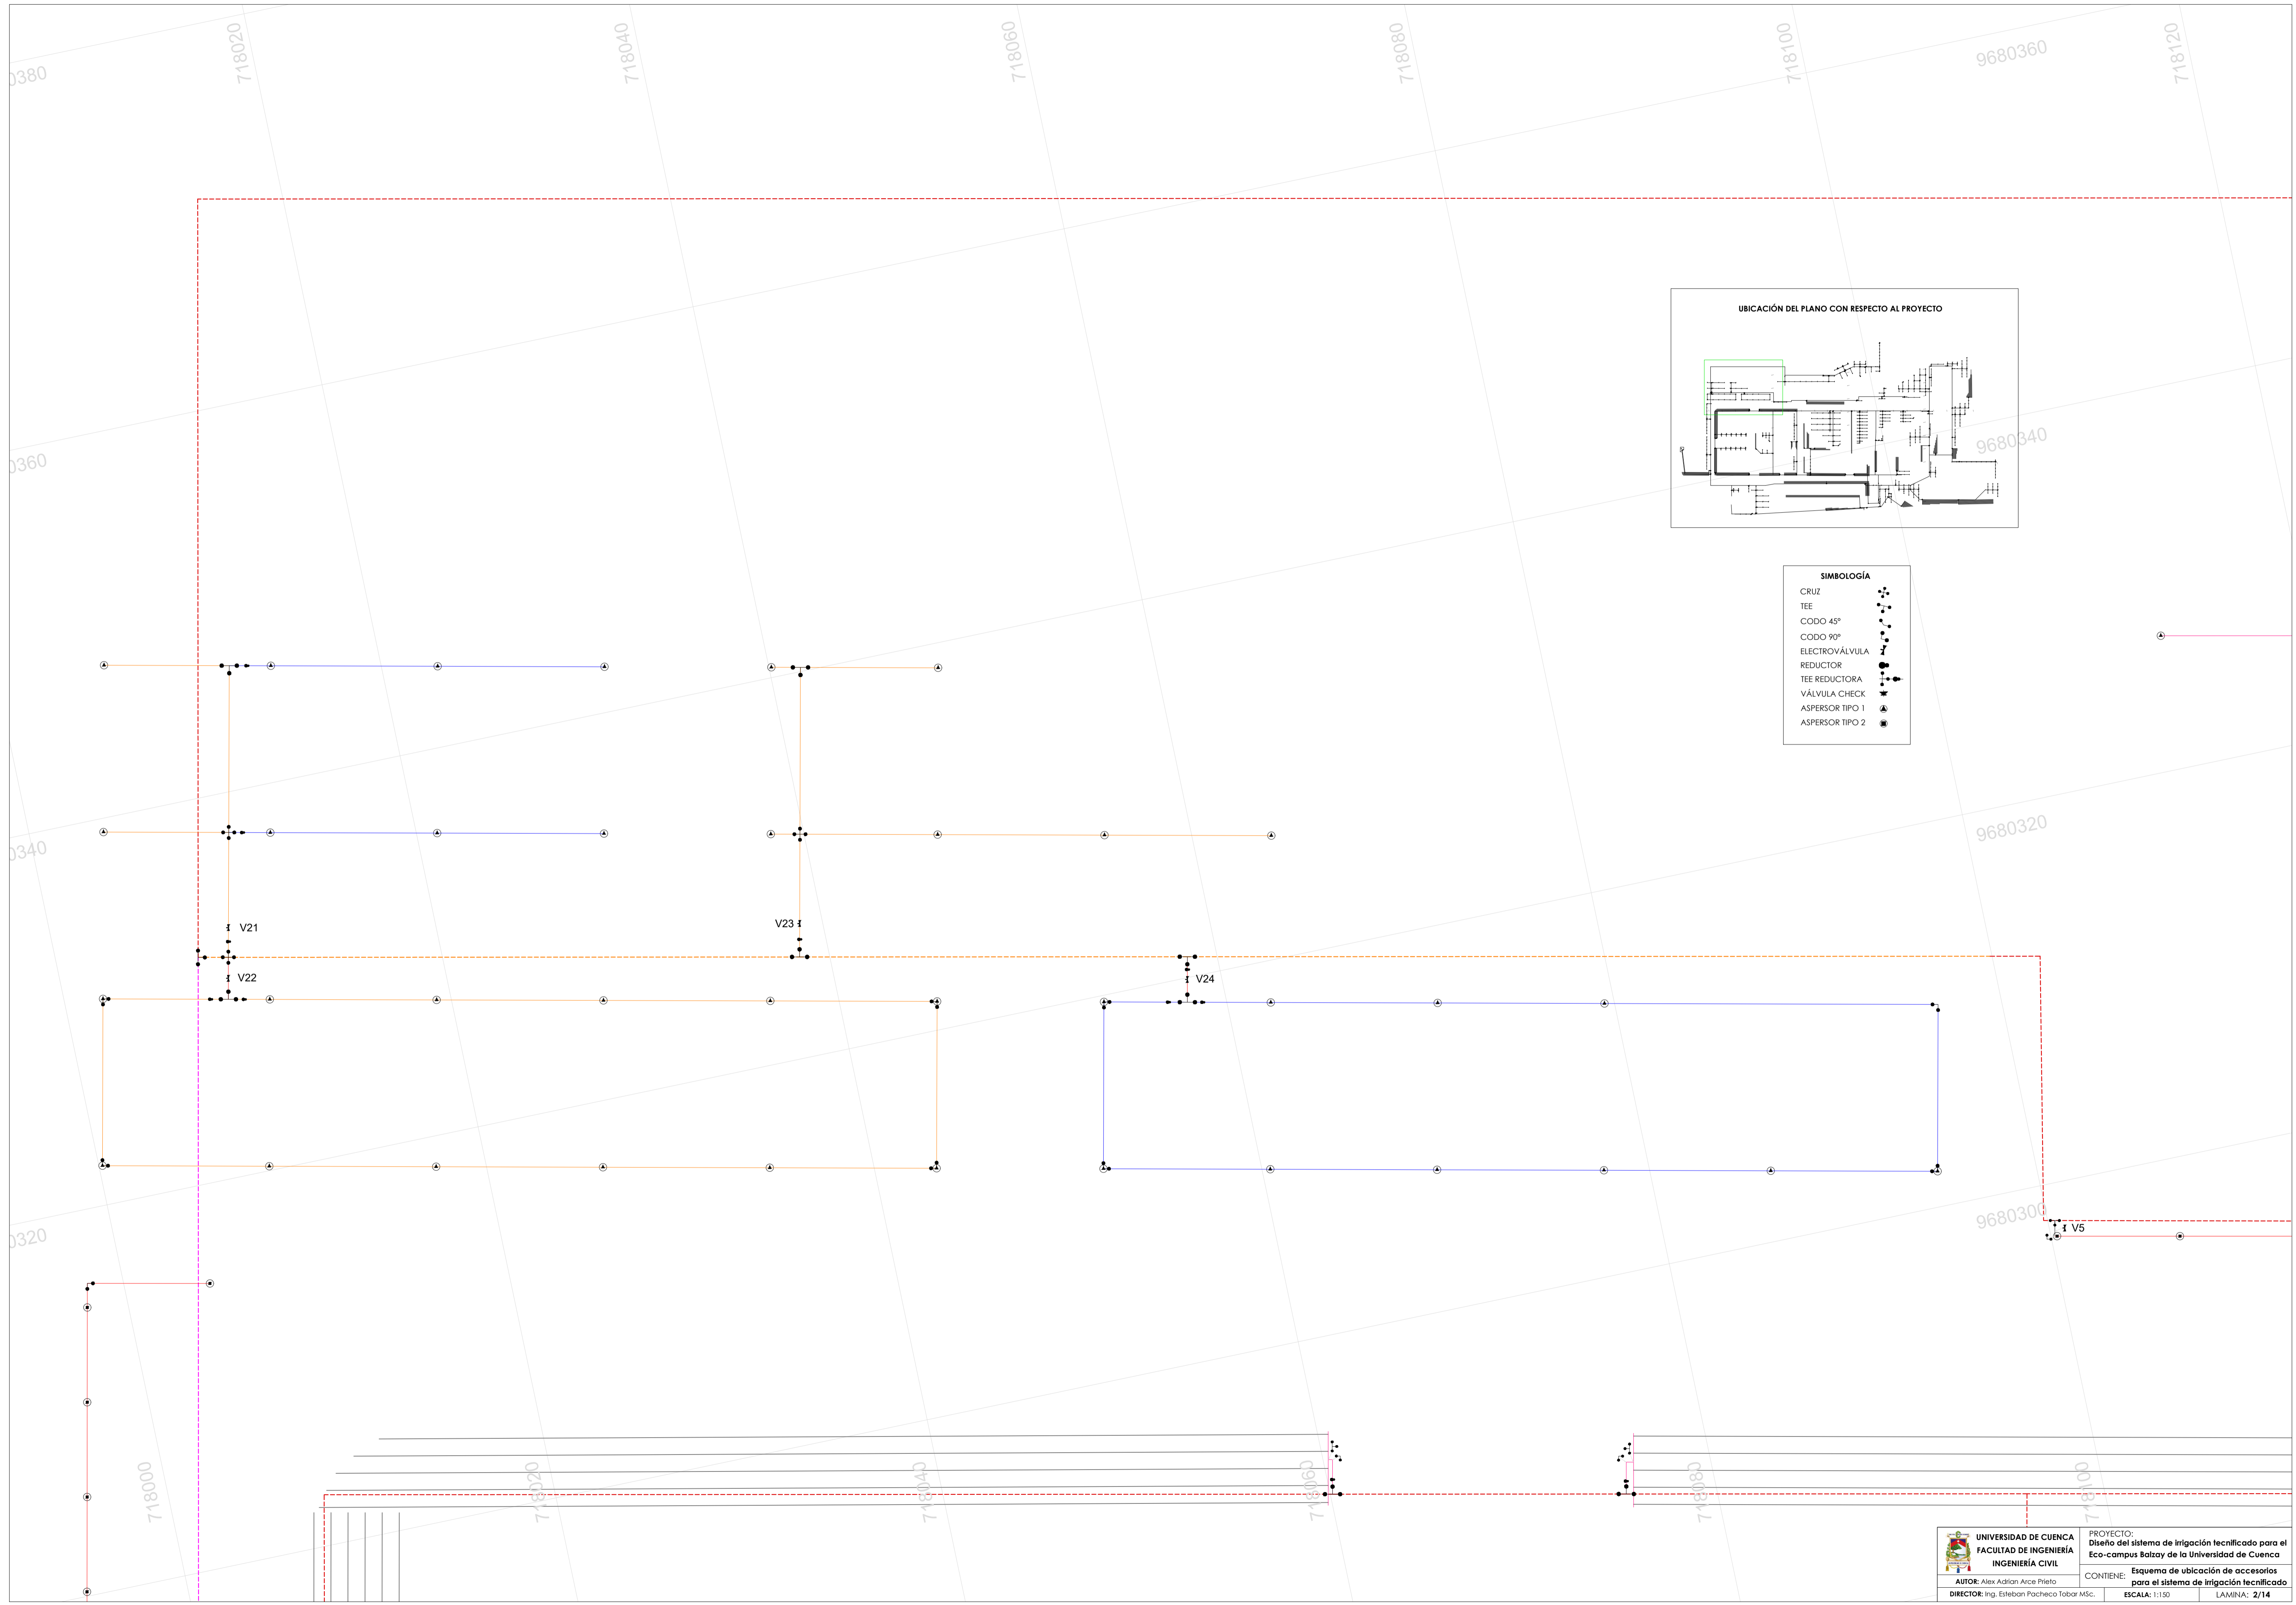 718020
718040
718060
718080
718100
718120
0380
9680360
UBICACIÓN DEL PLANO CON RESPECTO AL PROYECTO
0360
9680340
SIMBOLOGÍA
CRUZ
TEE
CODO 45°
CODO 90°
ELECTROVÁLVULA
REDUCTOR
TEE REDUCTORA
VÁLVULA CHECK
ASPERSOR TIPO 1
ASPERSOR TIPO 2
0340
9680320
V21
V23
V22
V24
0320
9680300
V5
718000
718020
718040
718060
718080
718100
UNIVERSIDAD DE CUENCA
FACULTAD DE INGENIERÍA
INGENIERÍA CIVIL
AUTOR: Alex Adrian Arce Prieto
DIRECTOR: Ing. Esteban Pacheco Tobar MSc.
PROYECTO:
Diseño del sistema de irrigación tecnificado para el
Eco-campus Balzay de la Universidad de Cuenca
CONTIENE: Esquema de ubicación de accesorios
para el sistema de irrigación tecnificado
ESCALA: 1:150
LAMINA: 2/14